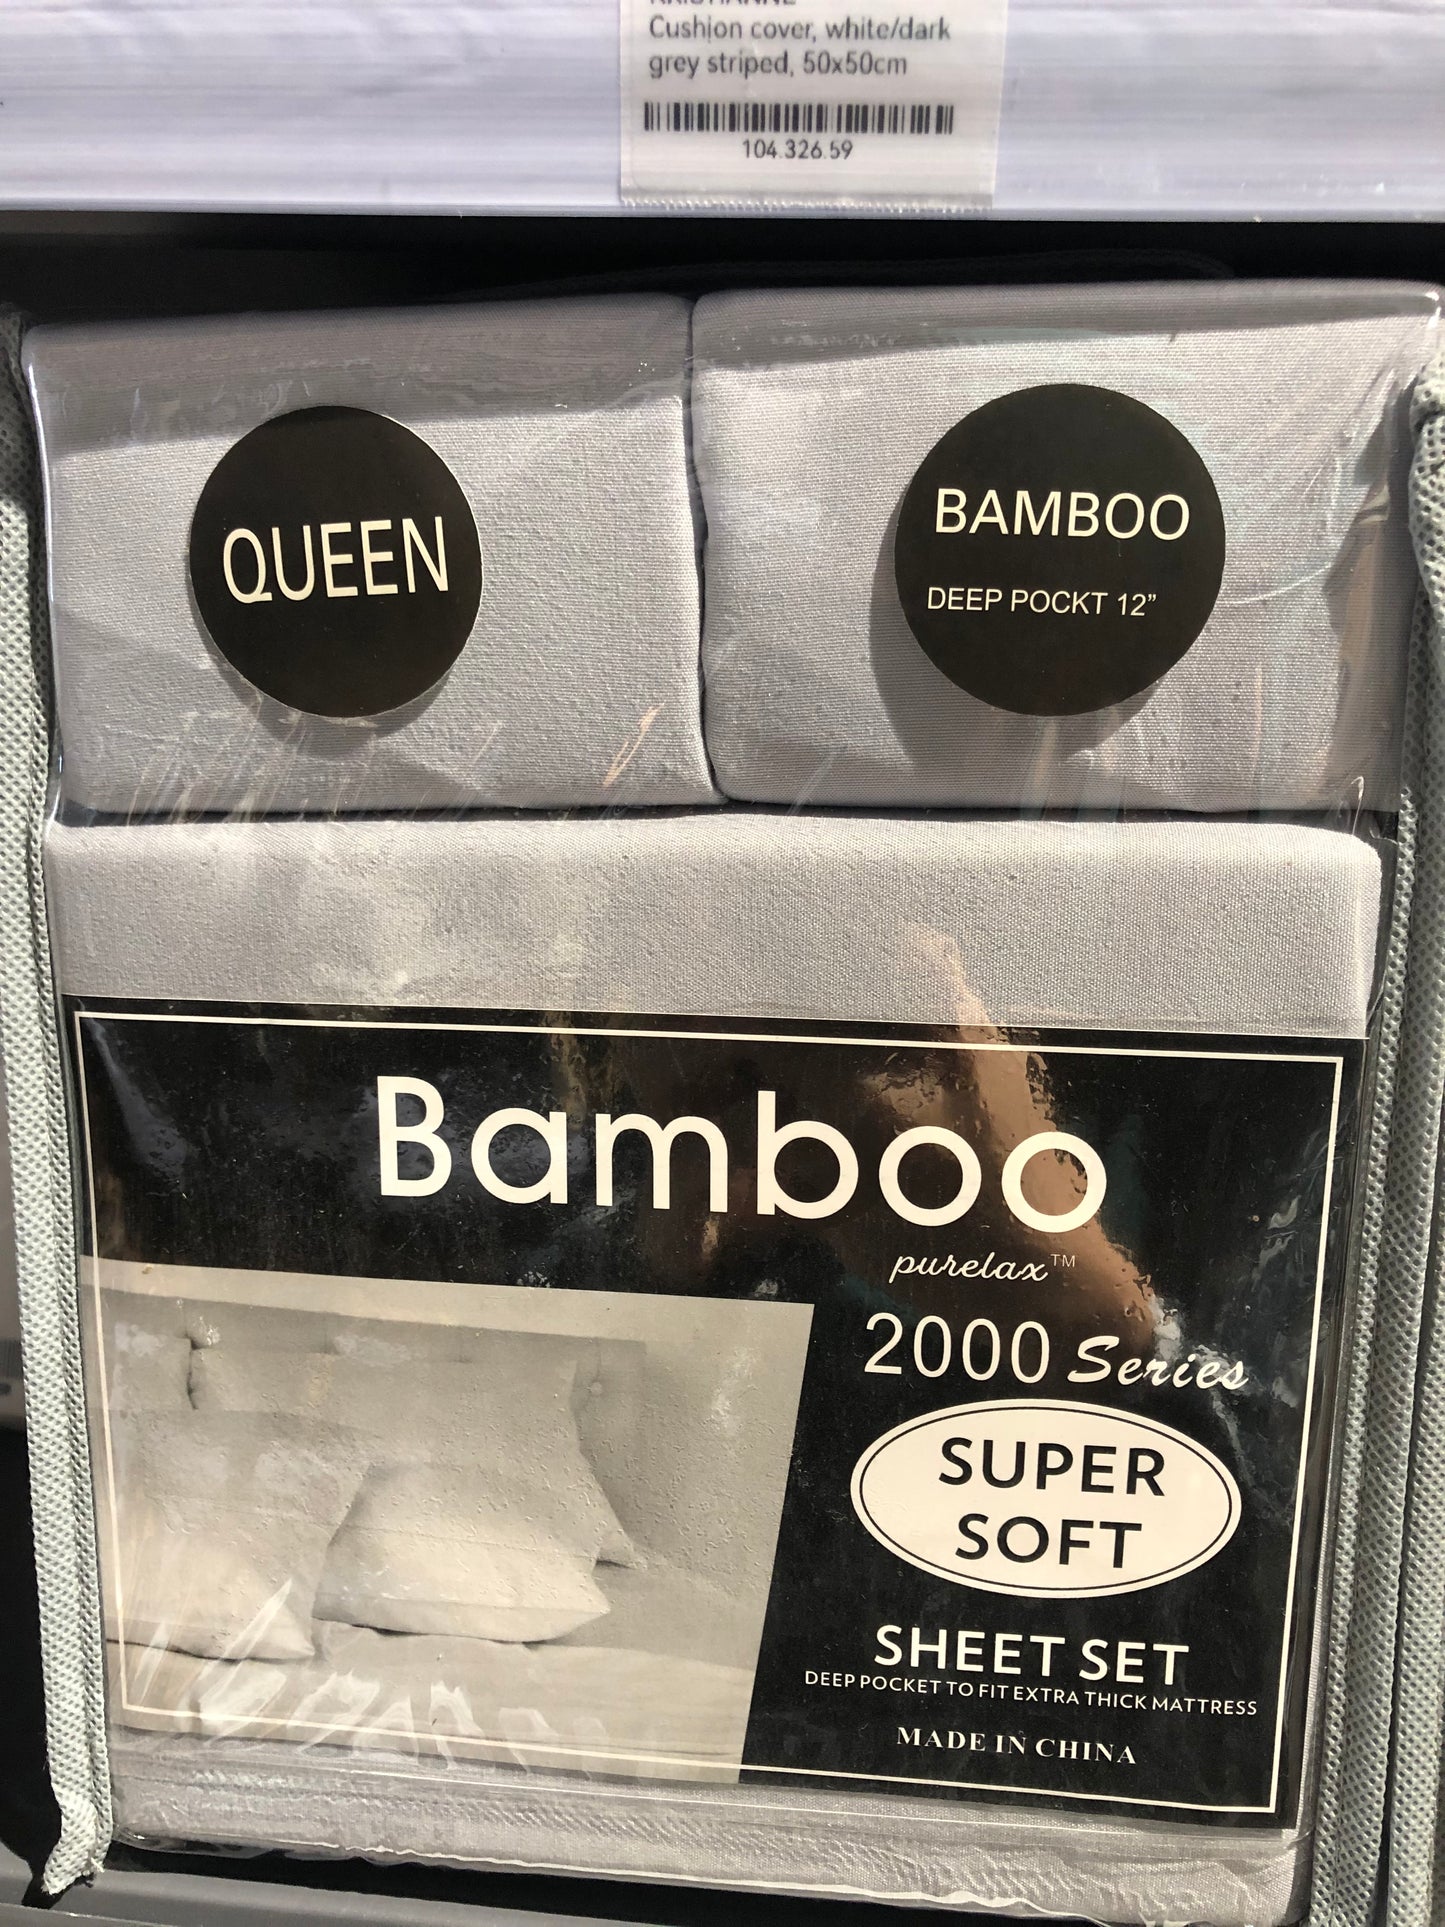 KRISTIANNE
Cushion cover, white/dark
grey striped, 50x50cm
104.326.59
QUEEN
BAMBOO
DEEP POCKT 12”
Bamboo
purelax™
2000 Series
SUPER
SOFT
SHEET SET
DEEP POCKET TO FIT EXTRA THICK MATTRESS
MADE IN CHINA